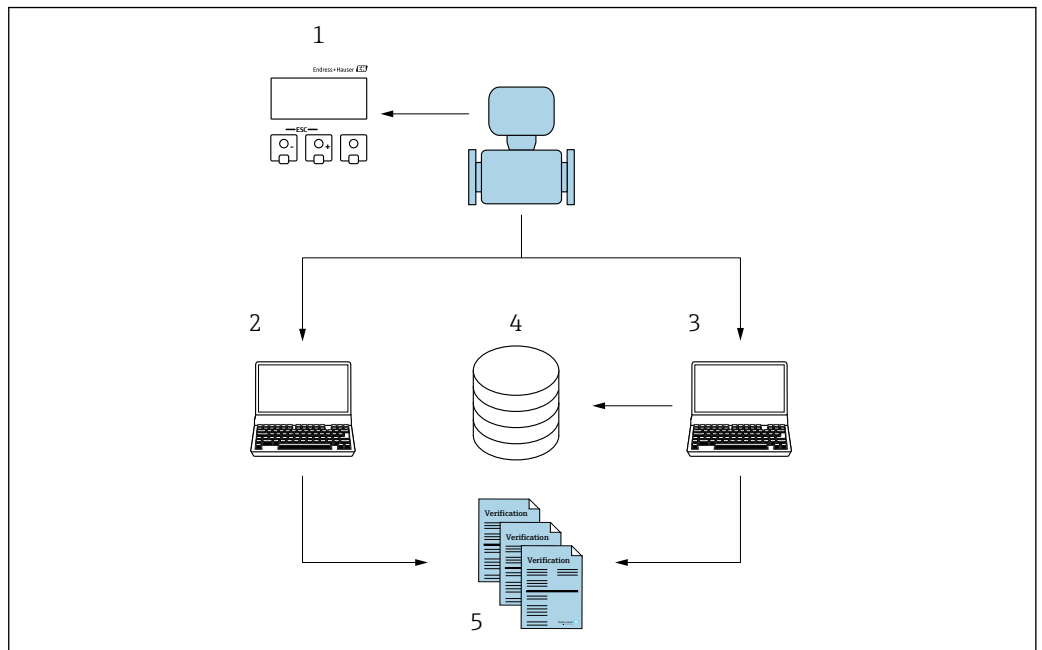 1
Endress+Hauser
ESC
- +
2
4
3
Verification
Verification
Verification
5